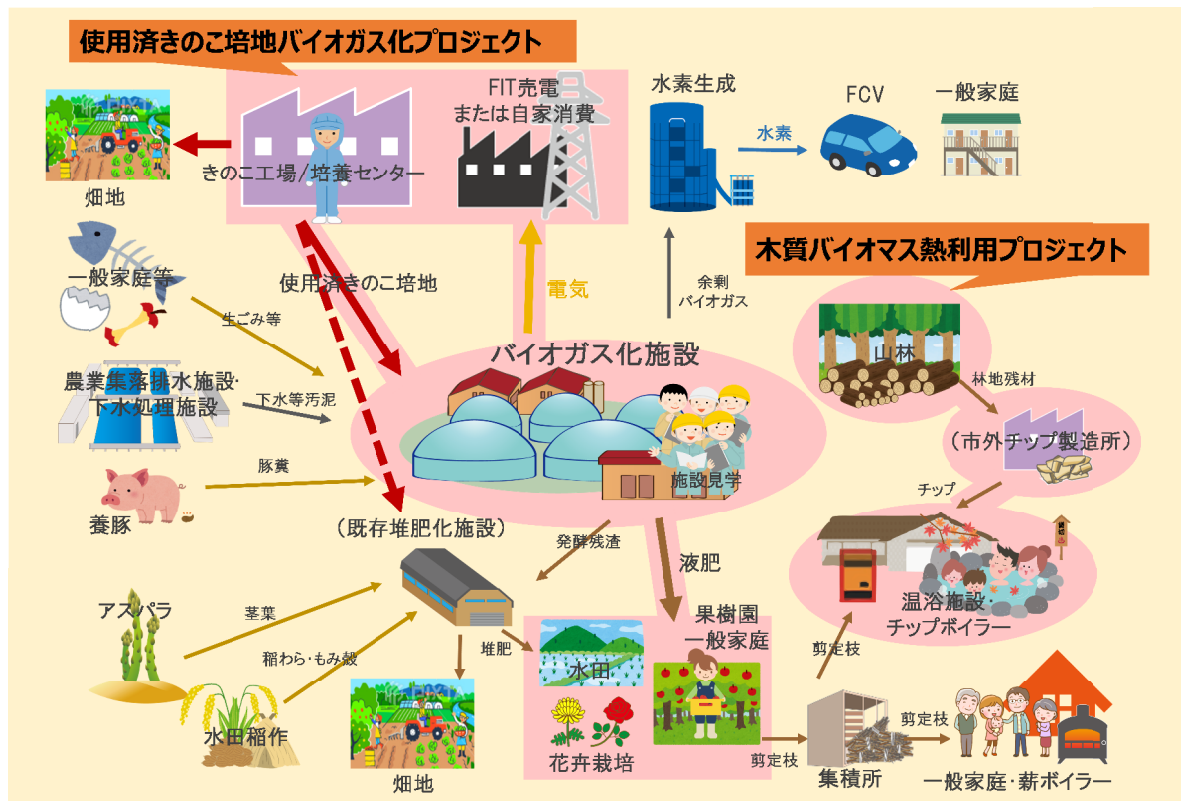 使用済きのこ培地バイオガス化プロジェクト
FIT売電
または自家消費
きのこ工場/培養センター
畑地
水素生成
水素
FCV
一般家庭
木質バイオマス熱利用プロジェクト
一般家庭等
生ごみ等
使用済きのこ培地
電気
余剰
バイオガス
山林
林地残材
農業集落排水施設・
下水処理施設
下水等汚泥
バイオガス化施設
施設見学
（市外チップ製造所）
チップ
養豚
豚糞
（既存堆肥化施設）
発酵残渣
液肥
温浴施設・
チップボイラー
アスパラ
茎葉
稲わら・もみ殻
水田稲作
堆肥
畑地
水田
花卉栽培
果樹園
一般家庭
剪定枝
剪定枝
集積所
剪定枝
一般家庭・薪ボイラー